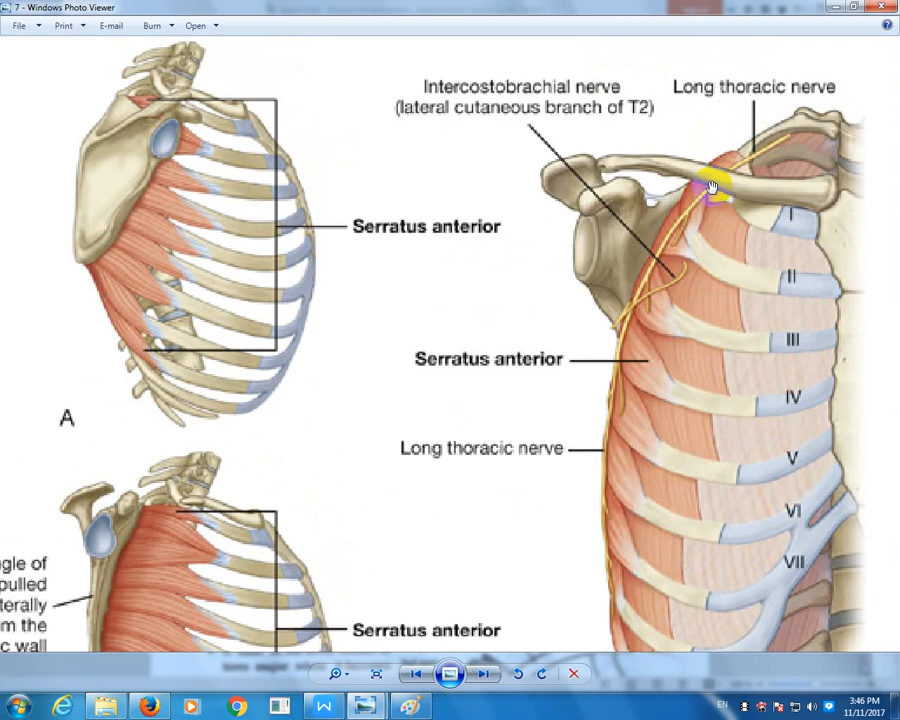 7 - Windows Photo Viewer
File Print E-mail Burn Open
Intercostobrachial nerve
(lateral cutaneous branch of T2)
Long thoracic nerve
Serratus anterior
I
II
III
Serratus anterior
IV
A
Long thoracic nerve
V
VI
VII
ngle of
pulled
terally
m the
c wall
Serratus anterior
EN
3:46 PM
11/11/2017